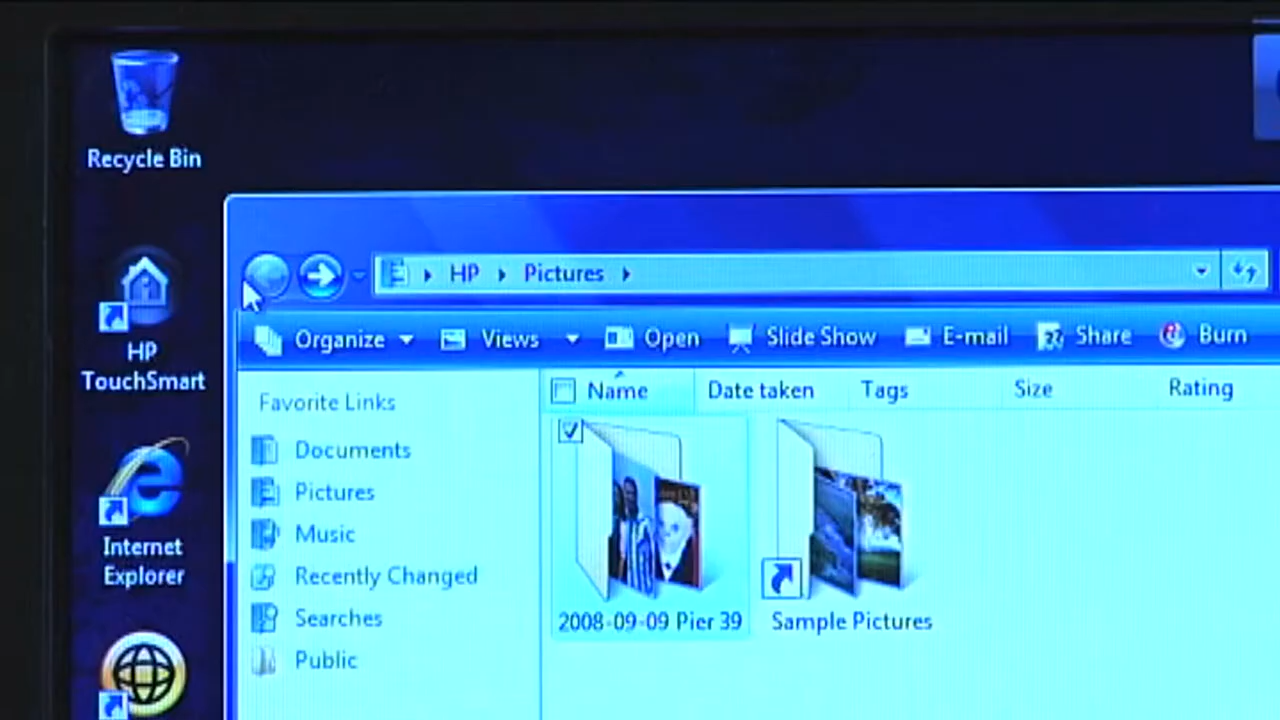 Recycle Bin
HP
TouchSmart
Internet
Explorer
HP Pictures
Organize Views Open Slide Show E-mail Share Burn
Favorite Links
Documents
Pictures
Music
Recently Changed
Searches
Public
Name Date taken Tags Size Rating
2008-09-09 Pier 39
Sample Pictures